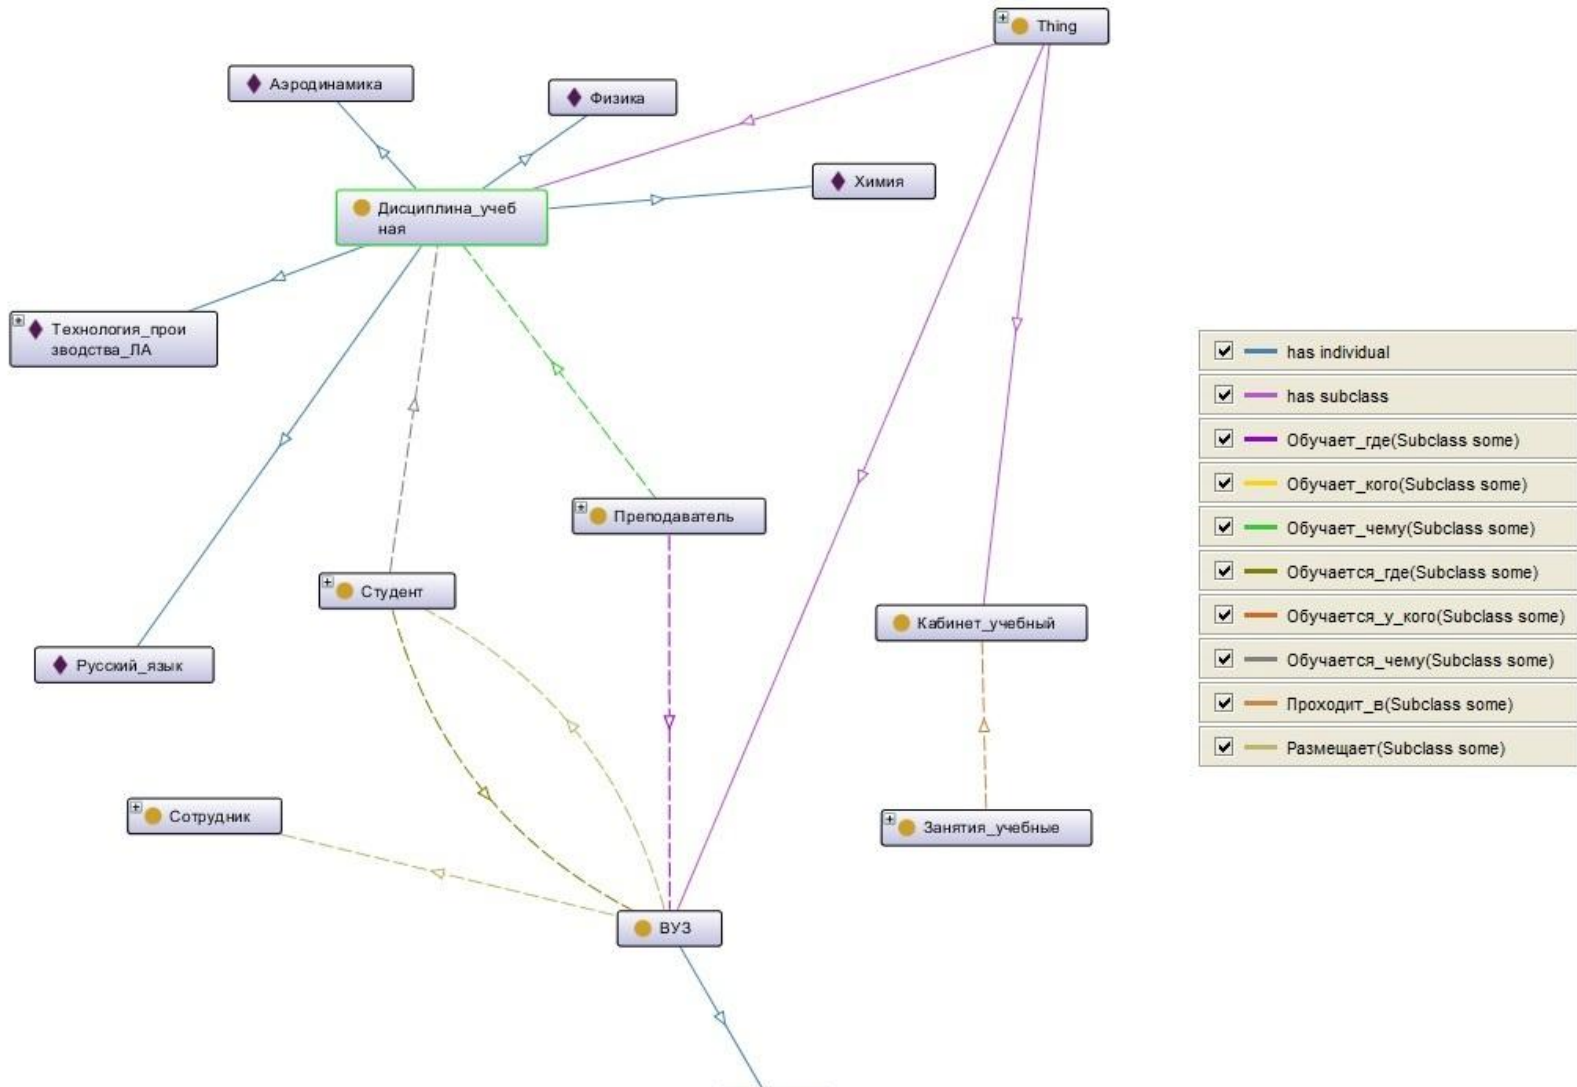 Thing
Аэродинамика
Физика
Химия
Дисциплина_учеб
ная
Технология_прои
зводства_ЛА
Преподаватель
Студент
Кабинет_учебный
Русский_язык
Сотрудник
Занятия_учебные
ВУЗ
has individual
has subclass
Обучает_где(Subclass some)
Обучает_кого(Subclass some)
Обучает_чему(Subclass some)
Обучается_где(Subclass some)
Обучается_у_кого(Subclass some)
Обучается_чему(Subclass some)
Проходит_в(Subclass some)
Размещает(Subclass some)